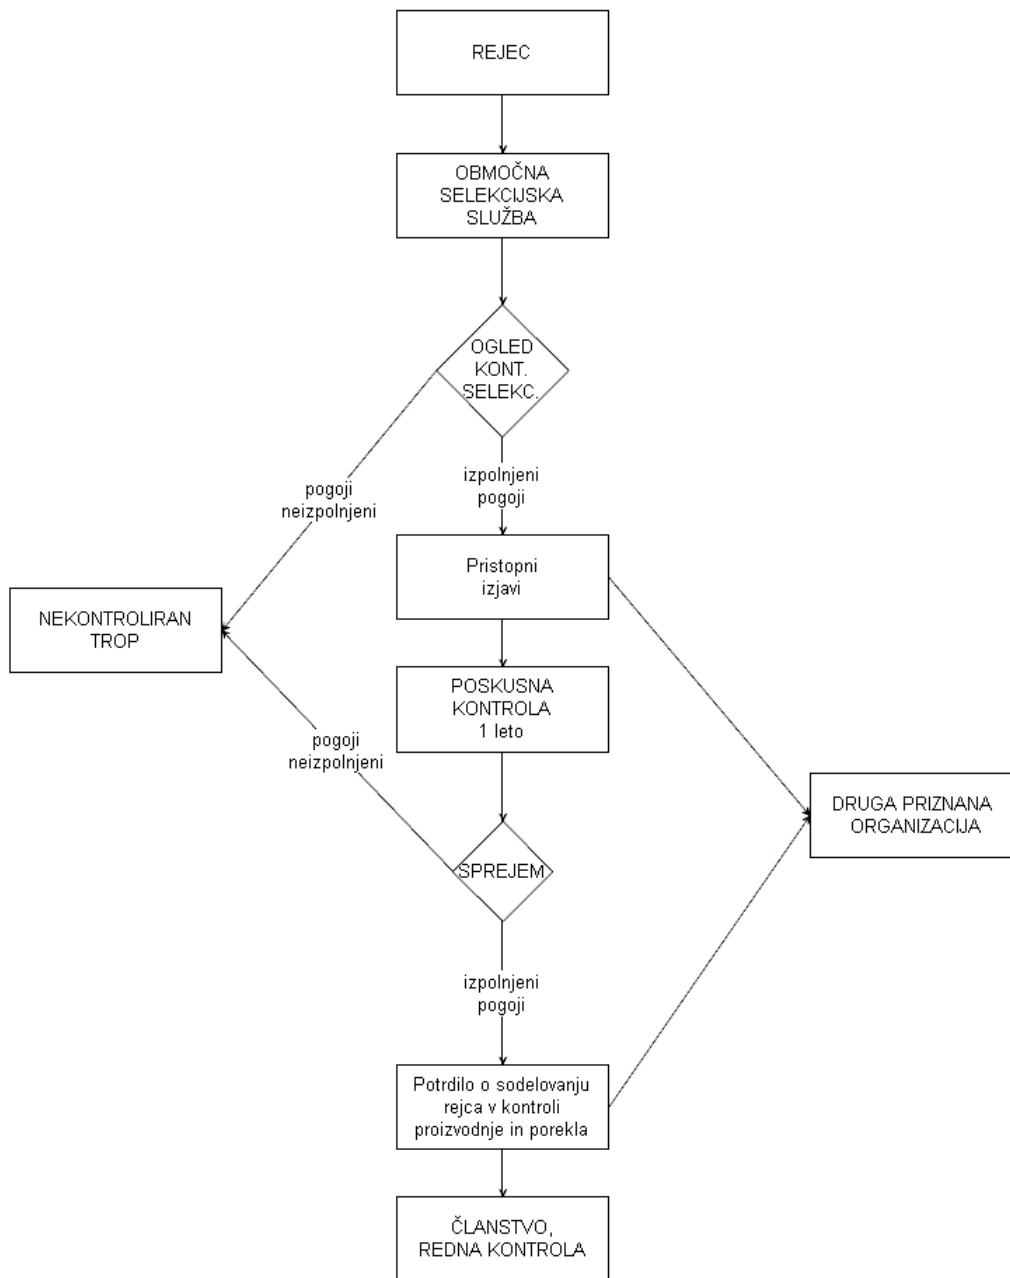 REJEC
OBMOČNA
SELEKCIJSKA
SLUŽBA
OGLED
KONT.
SELEKC.
pogoji
neizpolnjeni
izpolnjeni
pogoji
Pristopni
izjavi
NEKONTROLIRAN
TROP
POSKUSNA
KONTROLA
1 leto
pogoji
neizpolnjeni
DRUGA PRIZNANA
ORGANIZACIJA
SPREJEM
izpolnjeni
pogoji
Potrdilo o sodelovanju
rejca v kontroli
proizvodnje in porekla
ČLANSTVO,
REDNA KONTROLA